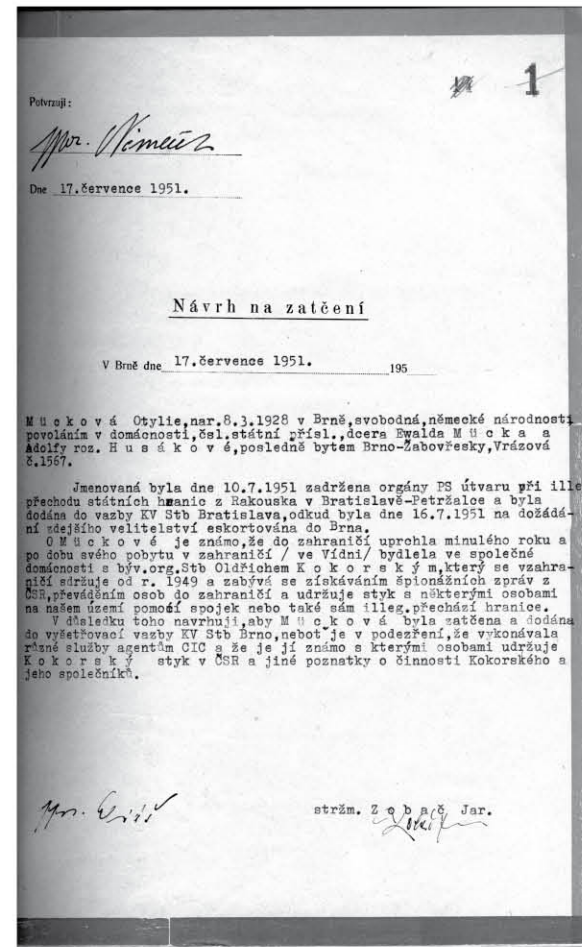 1
Potvrzuji:
Dne 17.července 1951.
Návrh na zatčení
V Brně dne 17.července 1951. 195
M ü c k o v á Otylie,nar.8.3.1928 v Brně,svobodná,německé národnosti
povoláním v domácnosti,čsl.státní přísl.,dcera Ewalda M ü c k a a
Adolfy roz. H u s á k o v é,posledně bytem Brno-Žabovřesky,Vrázová
č.1567.
Jmenovaná byla dne 10.7.1951 zadržena orgány PS útvaru při ille
přechodu státních hranic z Rakouska v Bratislavě-Petržalce a byla
dodána do vazby KV Stb Bratislava,odkud byla dne 16.7.1951 na dožádá-
ní zdejšího velitelství eskortována do Brna.
O M ü c k o v é je známo,že do zahraničí uprchla minulého roku a
po dobu svého pobytu v zahraničí / ve Vídni/ bydlela ve společné
domácnosti s býv.org.Stb Oldřichem K o k o r s k ý m,který se vzahra-
ničí sdržuje od r. 1949 a zabývá se získáváním špionážních zpráv z
ČSR,převáděním osob do zahraničí a udržuje styk s některými osobami
na našem území pomocí spojek nebo také sám illeg.přechází hranice.
V důsledku toho navrhuji,aby M ü c k o v á byla zatčena a dodána
do vyšetřovací vazby KV Stb Brno,neboť je v podezření,že vykonávala
různé služby agentům CIC a že je jí známo s kterými osobami udržuje
K o k o r s k ý styk v ČSR a jiné poznatky o činnosti Kokorského a
jeho společníků.
stržm. Z o b a č Jar.